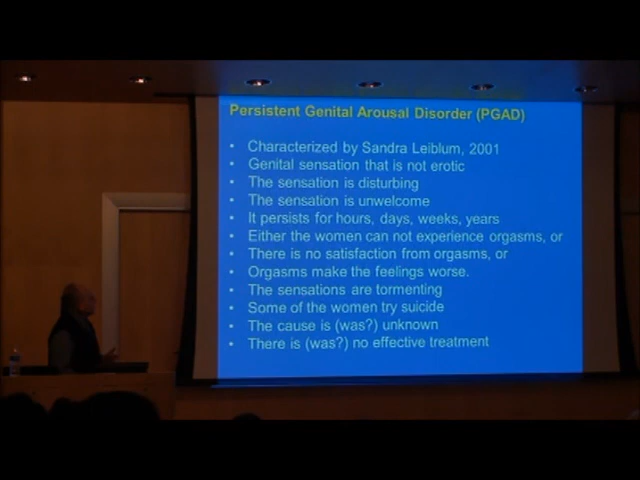 Persistent Genital Arousal Disorder (PGAD)
• Characterized by Sandra Leiblum, 2001
• Genital sensation that is not erotic
• The sensation is disturbing
• The sensation is unwelcome
• It persists for hours, days, weeks, years
• Either the women can not experience orgasms, or
• There is no satisfaction from orgasms, or
• Orgasms make the feelings worse.
• The sensations are tormenting
• Some of the women try suicide
• The cause is (was?) unknown
• There is (was?) no effective treatment